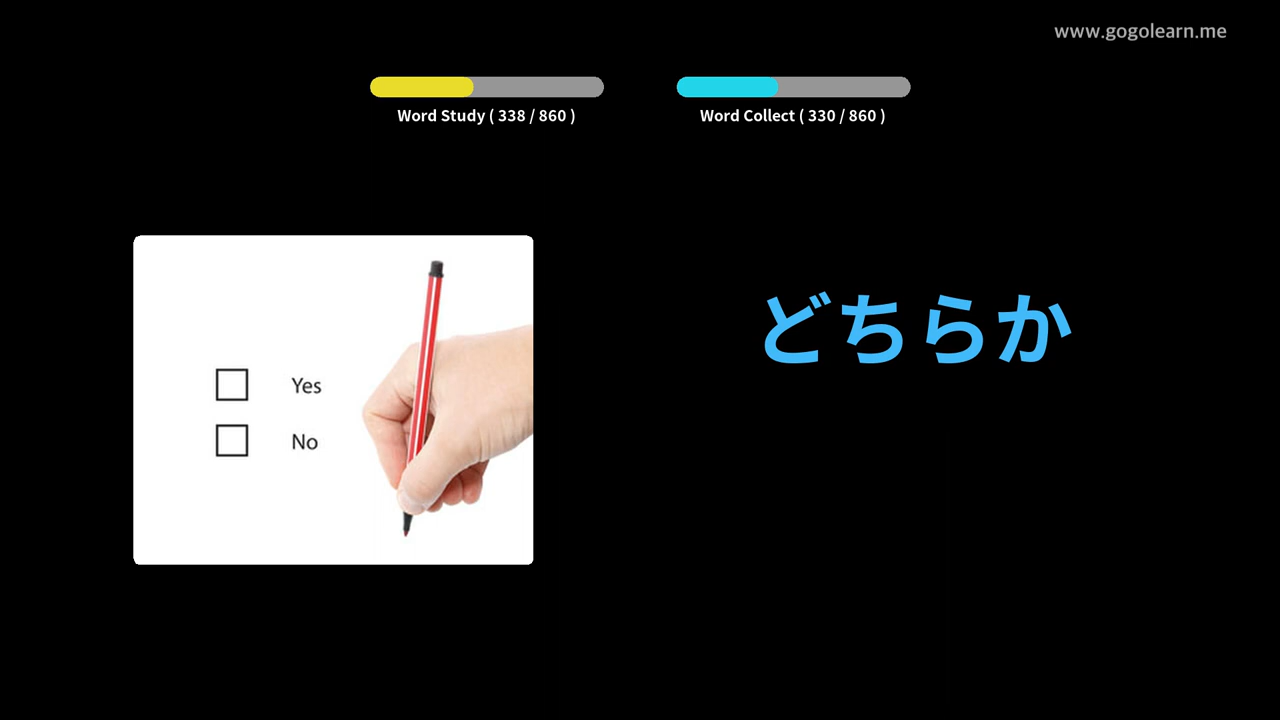 www.gogolearn.me
Word Study ( 338 / 860 )
Word Collect ( 330 / 860 )
Yes
No
どちらか